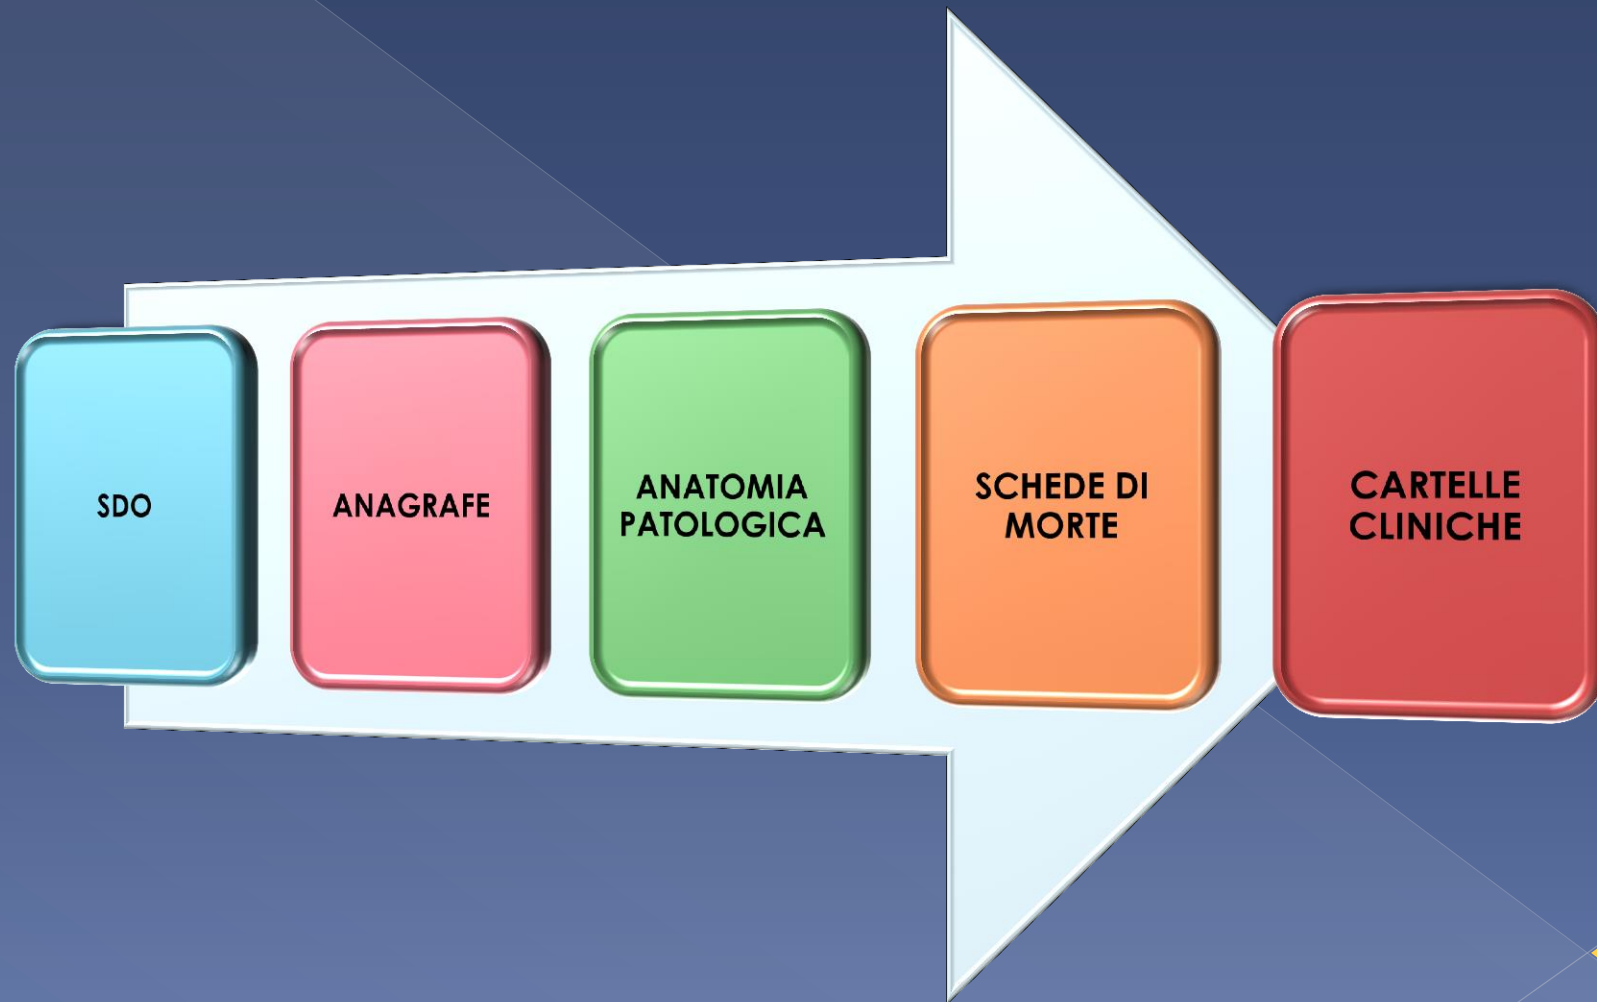 SDO
ANAGRAFE
ANATOMIA
PATOLOGICA
SCHEDE DI
MORTE
CARTELLE
CLINICHE